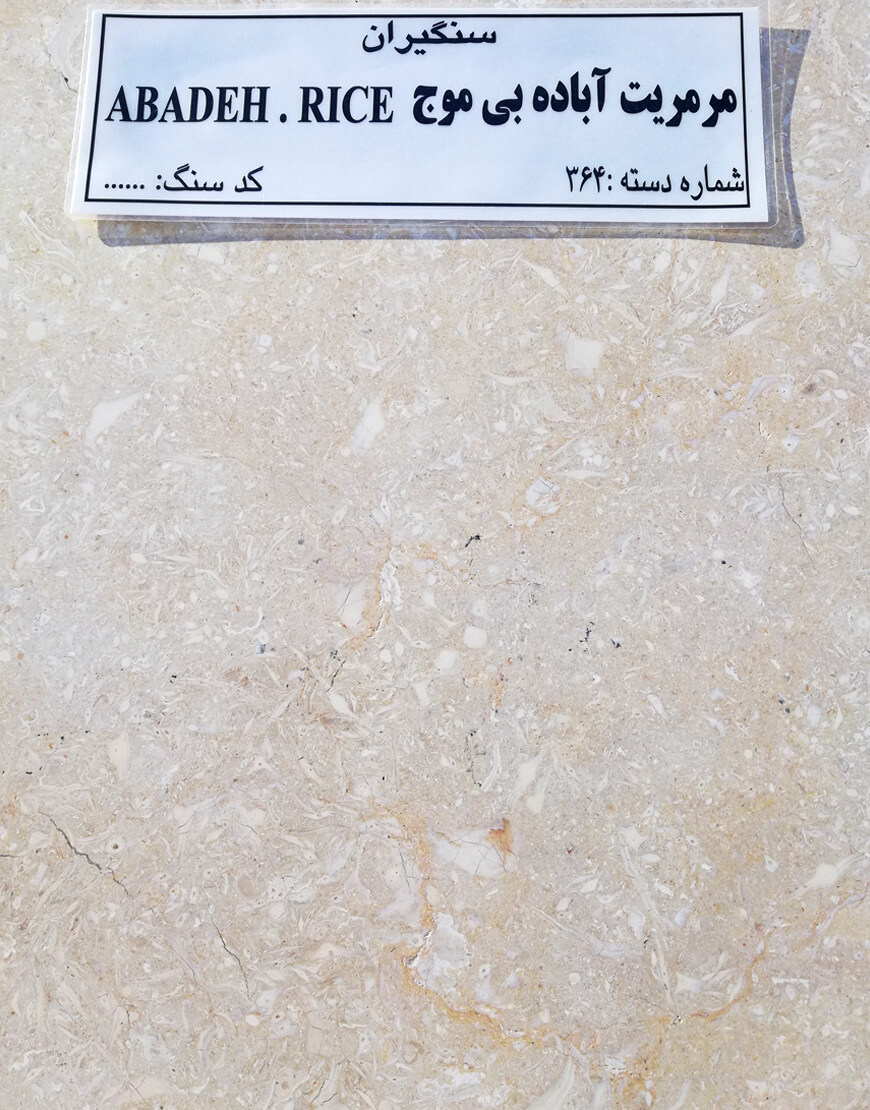 سنگیران
مرمریت آباده بی موج ABADEH . RICE
شماره دسته :۳۶۴ کد سنگ: ......